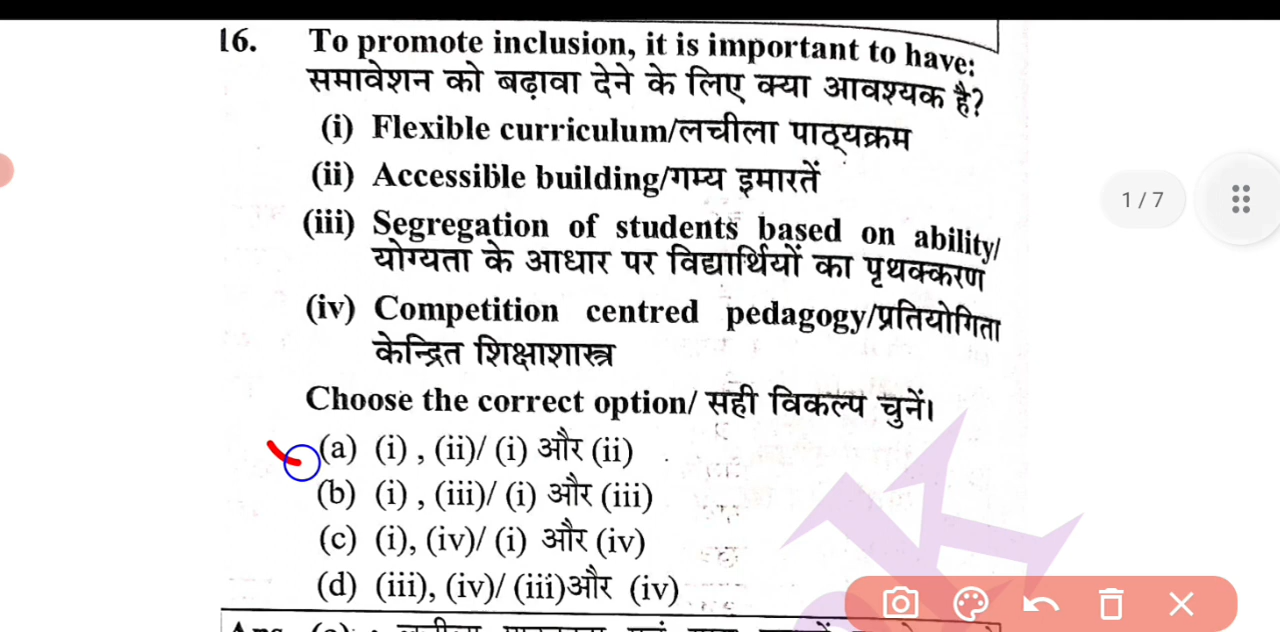 16. To promote inclusion, it is important to have:
समावेशन को बढ़ावा देने के लिए क्या आवश्यक है?
(i) Flexible curriculum/लचीला पाठ्यक्रम
(ii) Accessible building/गम्य इमारतें
(iii) Segregation of students based on ability/
योग्यता के आधार पर विद्यार्थियों का पृथक्करण
(iv) Competition centred pedagogy/प्रतियोगिता
केन्द्रित शिक्षाशास्त्र
Choose the correct option/ सही विकल्प चुनें।
(a) (i) , (ii)/ (i) और (ii)
(b) (i) , (iii)/ (i) और (iii)
(c) (i), (iv)/ (i) और (iv)
(d) (iii), (iv)/ (iii)और (iv)
1 / 7